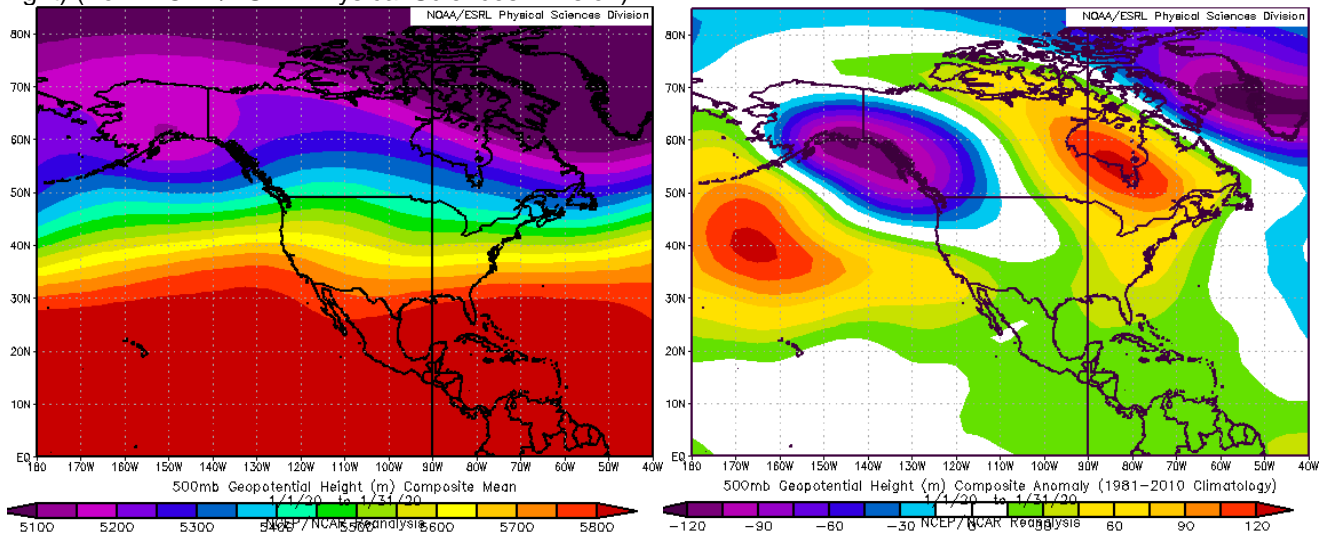 NOAA/ESRL Physical Sciences Division
80N
70N
60N
50N
40N
30N
20N
10N
EQ
180 170W 160W 150W 140W 130W 120W 110W 100W 90W 80W 70W 60W 50W 40W
500mb Geopotential Height (m) Composite Mean
1/1/20 to 1/31/20
NCEP/NCAR Reanalysis
5100 5200 5300 5400 5500 5600 5700 5800
NOAA/ESRL Physical Sciences Division
80N
70N
60N
50N
40N
30N
20N
10N
EQ
180 170W 160W 150W 140W 130W 120W 110W 100W 90W 80W 70W 60W 50W 40W
500mb Geopotential Height (m) Composite Anomaly (1981-2010 Climatology)
1/1/20 to 1/31/20
NCEP/NCAR Reanalysis
-120 -90 -60 -30 0 30 60 90 120